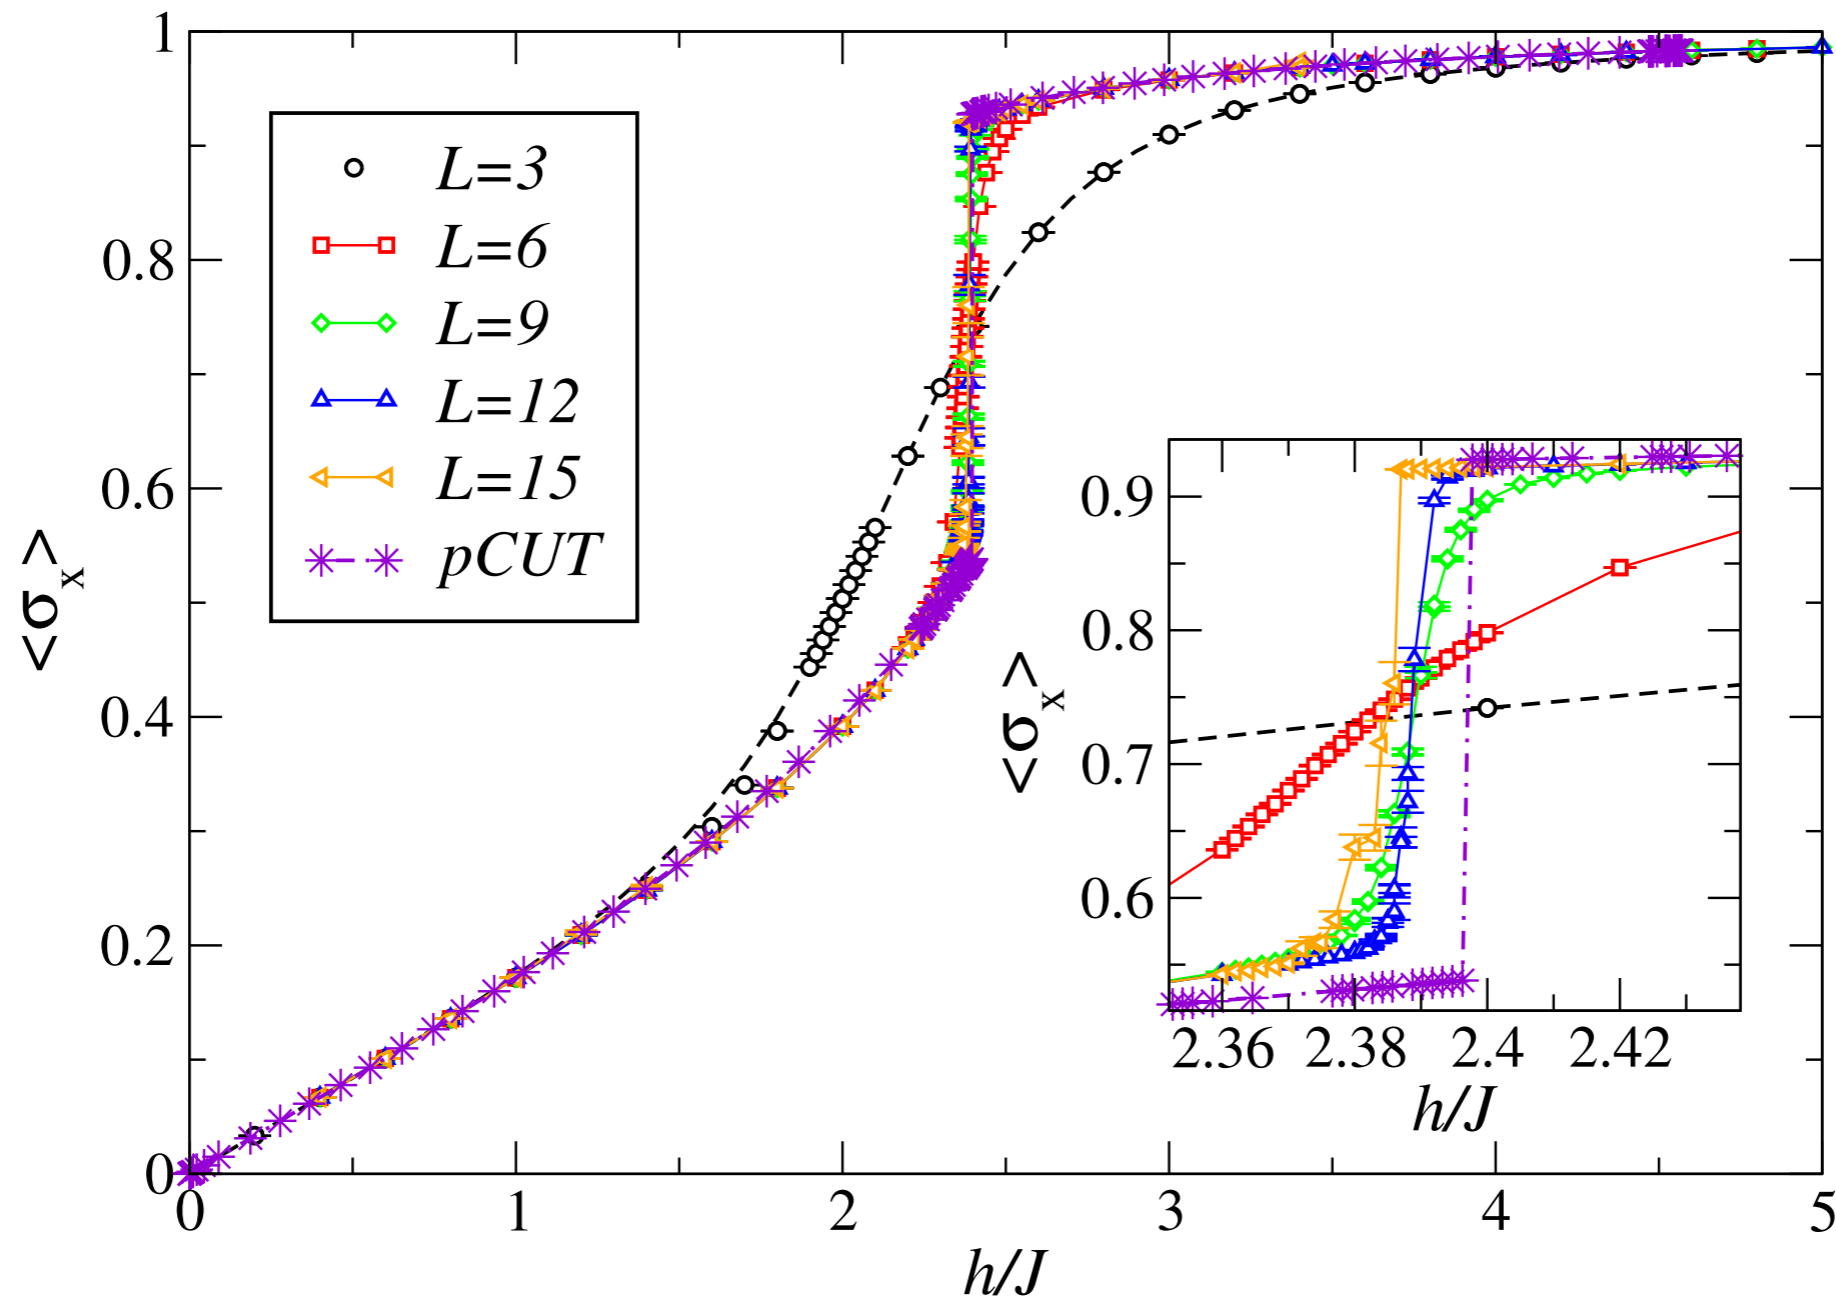 1
0.8
0.6
0.4
0.2
0
<σx>
L=3
L=6
L=9
L=12
L=15
pCUT
0 1 2 3 4 5
h/J
0.9
0.8
0.7
0.6
<σx>
2.36 2.38 2.4 2.42
h/J